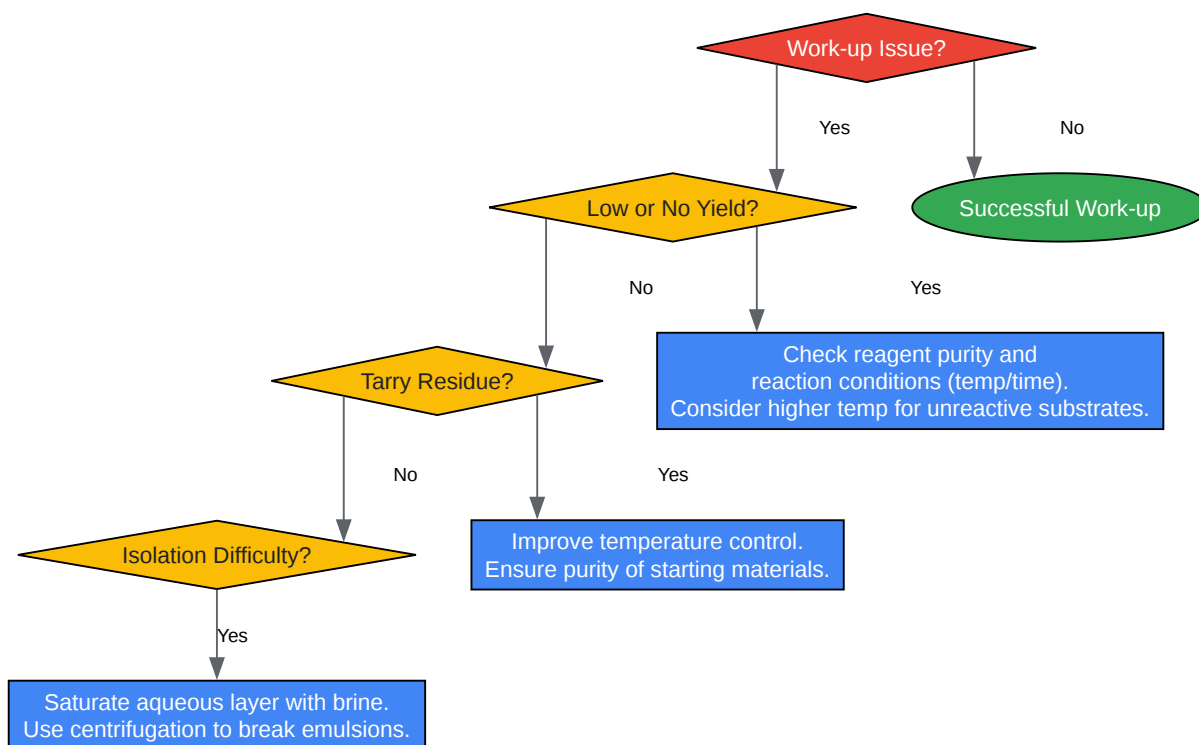 Work-up Issue?
Yes
No
Low or No Yield?
Successful Work-up
No
Yes
Check reagent purity and
reaction conditions (temp/time).
Consider higher temp for unreactive substrates.
Tarry Residue?
No
Yes
Isolation Difficulty?
Improve temperature control.
Ensure purity of starting materials.
Yes
Saturate aqueous layer with brine.
Use centrifugation to break emulsions.